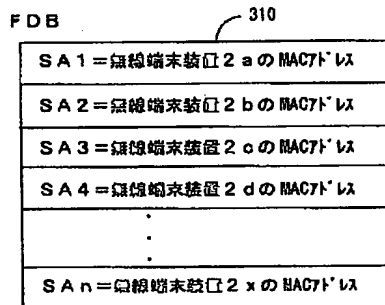 FDB
310
SA1=無線端末装置2aのMACアドレス
SA2=無線端末装置2bのMACアドレス
SA3=無線端末装置2cのMACアドレス
SA4=無線端末装置2dのMACアドレス
SAn=無線端末装置2xのMACアドレス